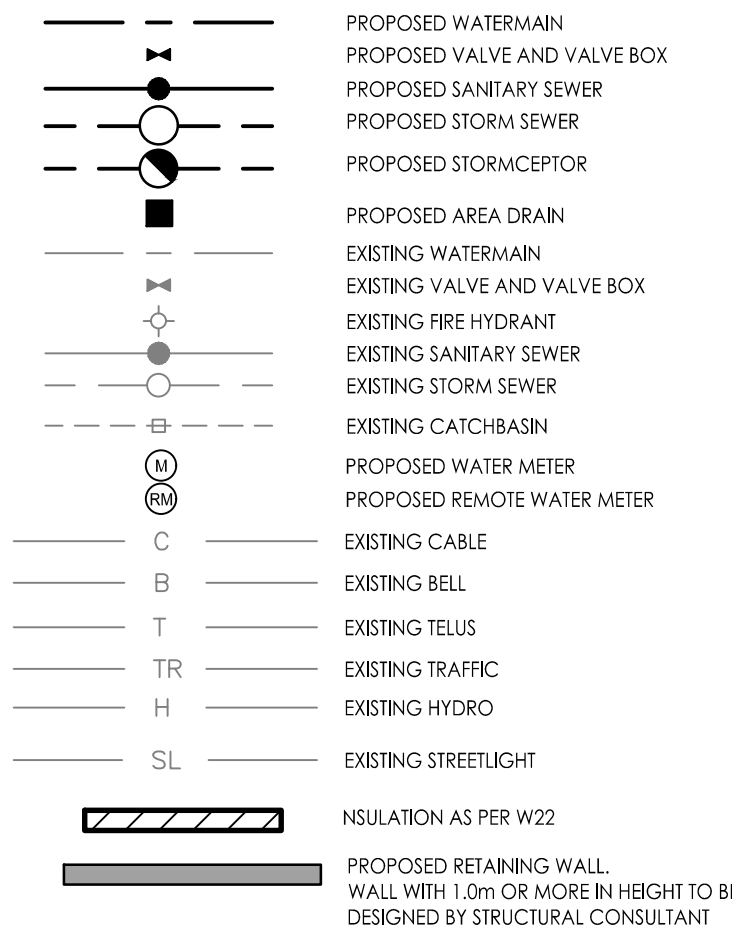 PROPOSED WATERMAIN
PROPOSED VALVE AND VALVE BOX
PROPOSED SANITARY SEWER
PROPOSED STORM SEWER
PROPOSED STORMCEPTOR
PROPOSED AREA DRAIN
EXISTING WATERMAIN
EXISTING VALVE AND VALVE BOX
EXISTING FIRE HYDRANT
EXISTING SANITARY SEWER
EXISTING STORM SEWER
EXISTING CATCHBASIN
M PROPOSED WATER METER
RM PROPOSED REMOTE WATER METER
C EXISTING CABLE
B EXISTING BELL
T EXISTING TELUS
TR EXISTING TRAFFIC
H EXISTING HYDRO
SL EXISTING STREETLIGHT
NSULATION AS PER W22
PROPOSED RETAINING WALL.
WALL WITH 1.0m OR MORE IN HEIGHT TO BE
DESIGNED BY STRUCTURAL CONSULTANT